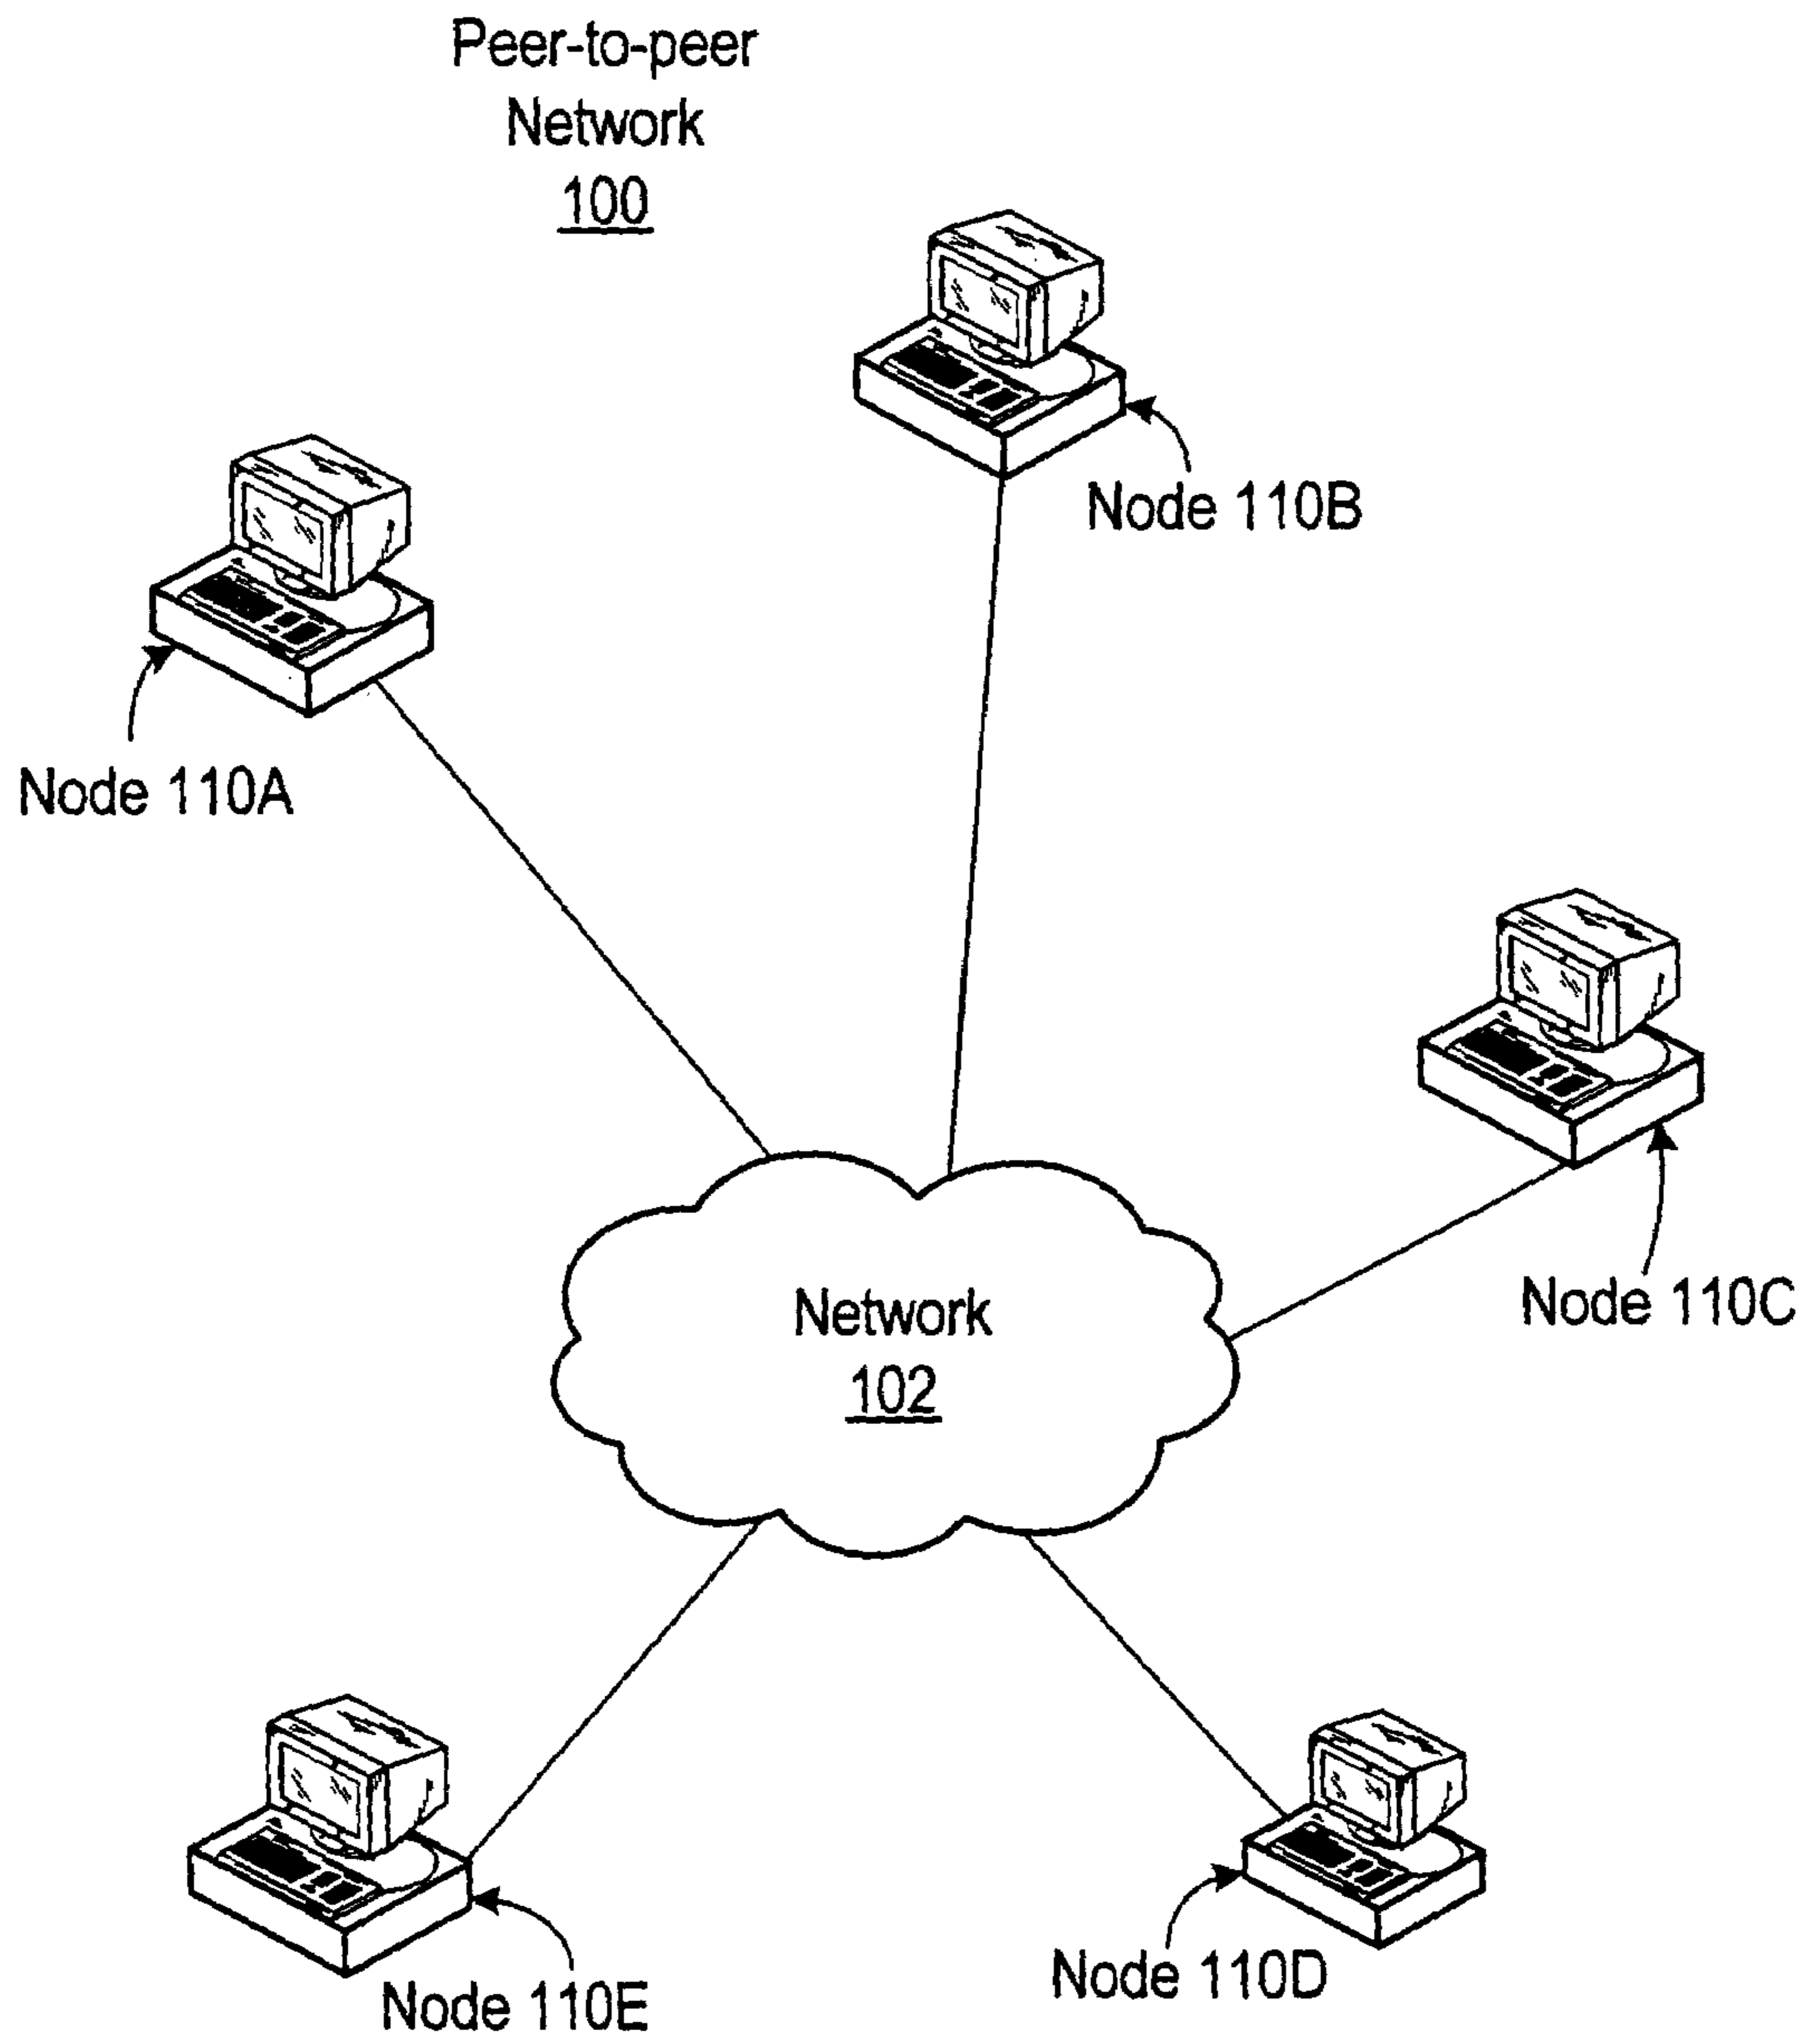 Peer-to-peer
Network
100
Node 110B
Node 110A
Node 110C
Network
102
Node 110D
Node 110E